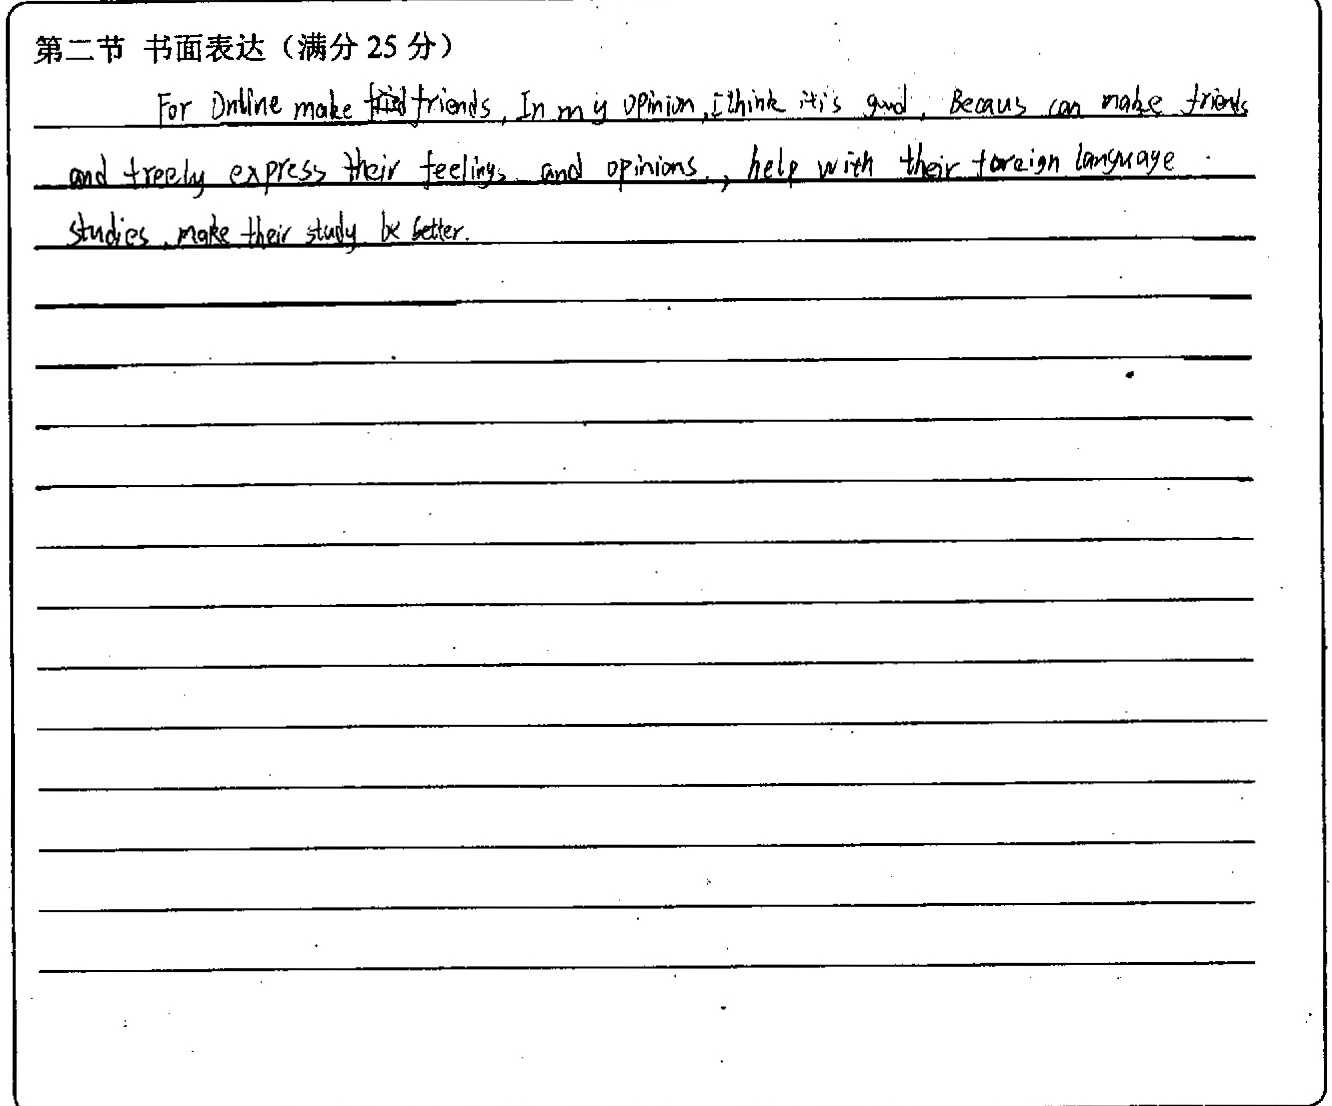 第二节 书面表达（满分 25 分）
For Online make friends, In my opinion, I think it's good. Becaus can make friends
and freely express their feelings and opinions., help with their foreign language
studies, make their study be better.